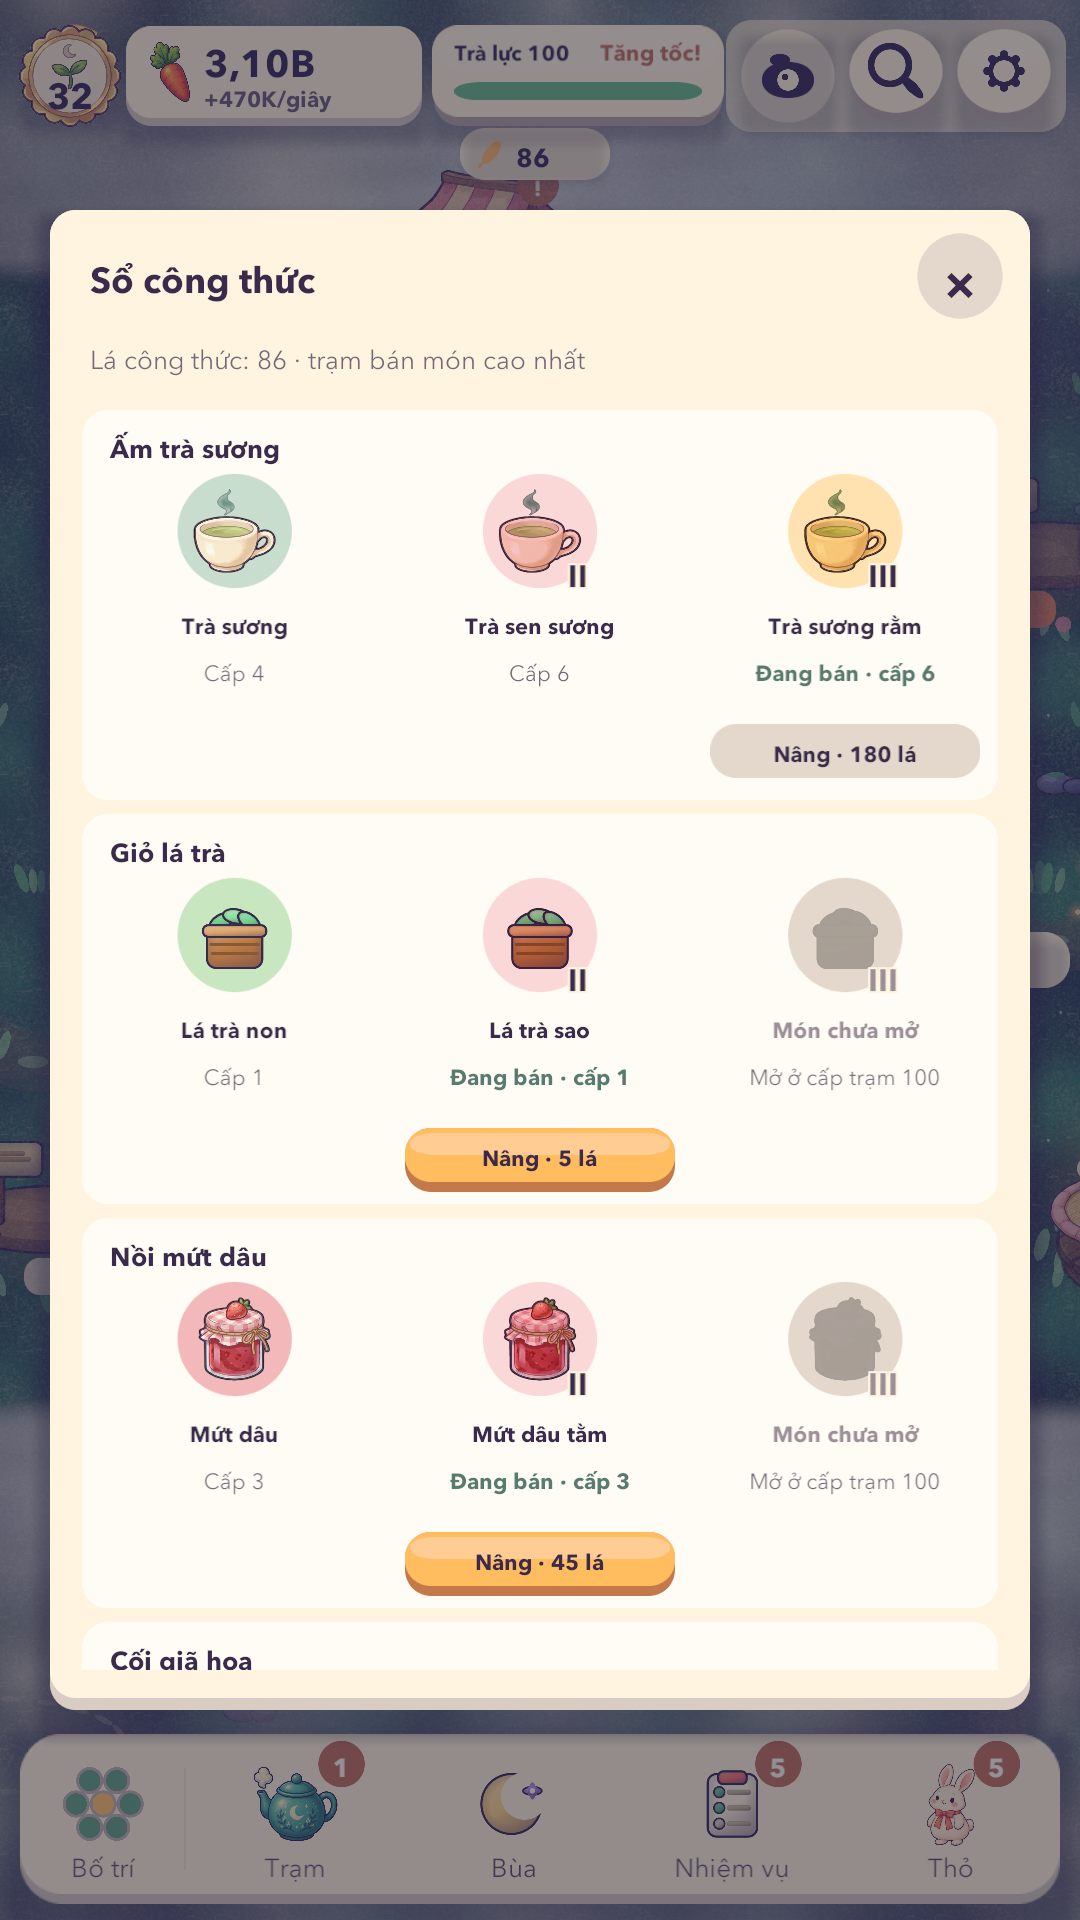 32
3,10B
+470K/giây
Trà lực 100
Tăng tốc!
86
!
Sổ công thức
×
Lá công thức: 86 · trạm bán món cao nhất
Ấm trà sương
II
III
Trà sương
Trà sen sương
Trà sương rằm
Cấp 4
Cấp 6
Đang bán · cấp 6
Nâng · 180 lá
Giỏ lá trà
II
III
Lá trà non
Lá trà sao
Món chưa mở
Cấp 1
Đang bán · cấp 1
Mở ở cấp trạm 100
Nâng · 5 lá
Nồi mứt dâu
II
III
Mứt dâu
Mứt dâu tằm
Món chưa mở
Cấp 3
Đang bán · cấp 3
Mở ở cấp trạm 100
Nâng · 45 lá
Cối giã hoa
1
5
5
Bố trí
Trạm
Bùa
Nhiệm vụ
Thỏ